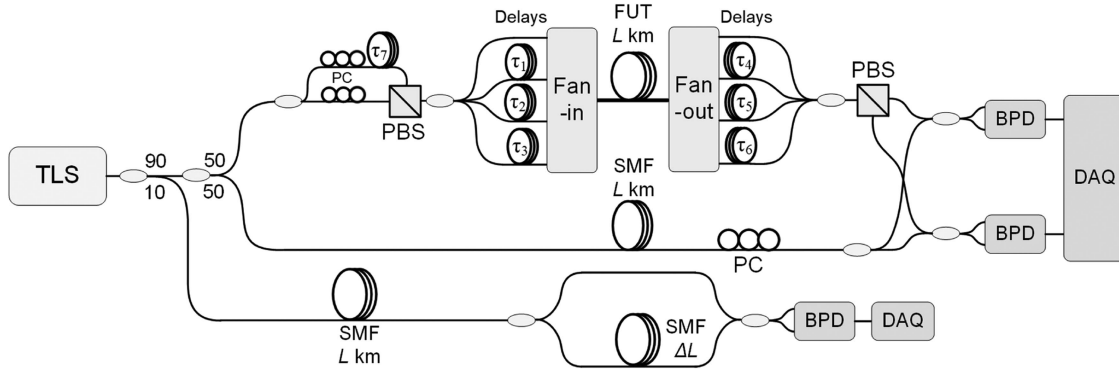 Delays
FUT
L km
Delays
τ7
PC
PBS
τ1
τ2
τ3
Fan
-in
Fan
-out
τ4
τ5
τ6
PBS
BPD
DAQ
TLS
90
10
50
50
SMF
L km
PC
BPD
SMF
L km
SMF
ΔL
BPD
DAQ